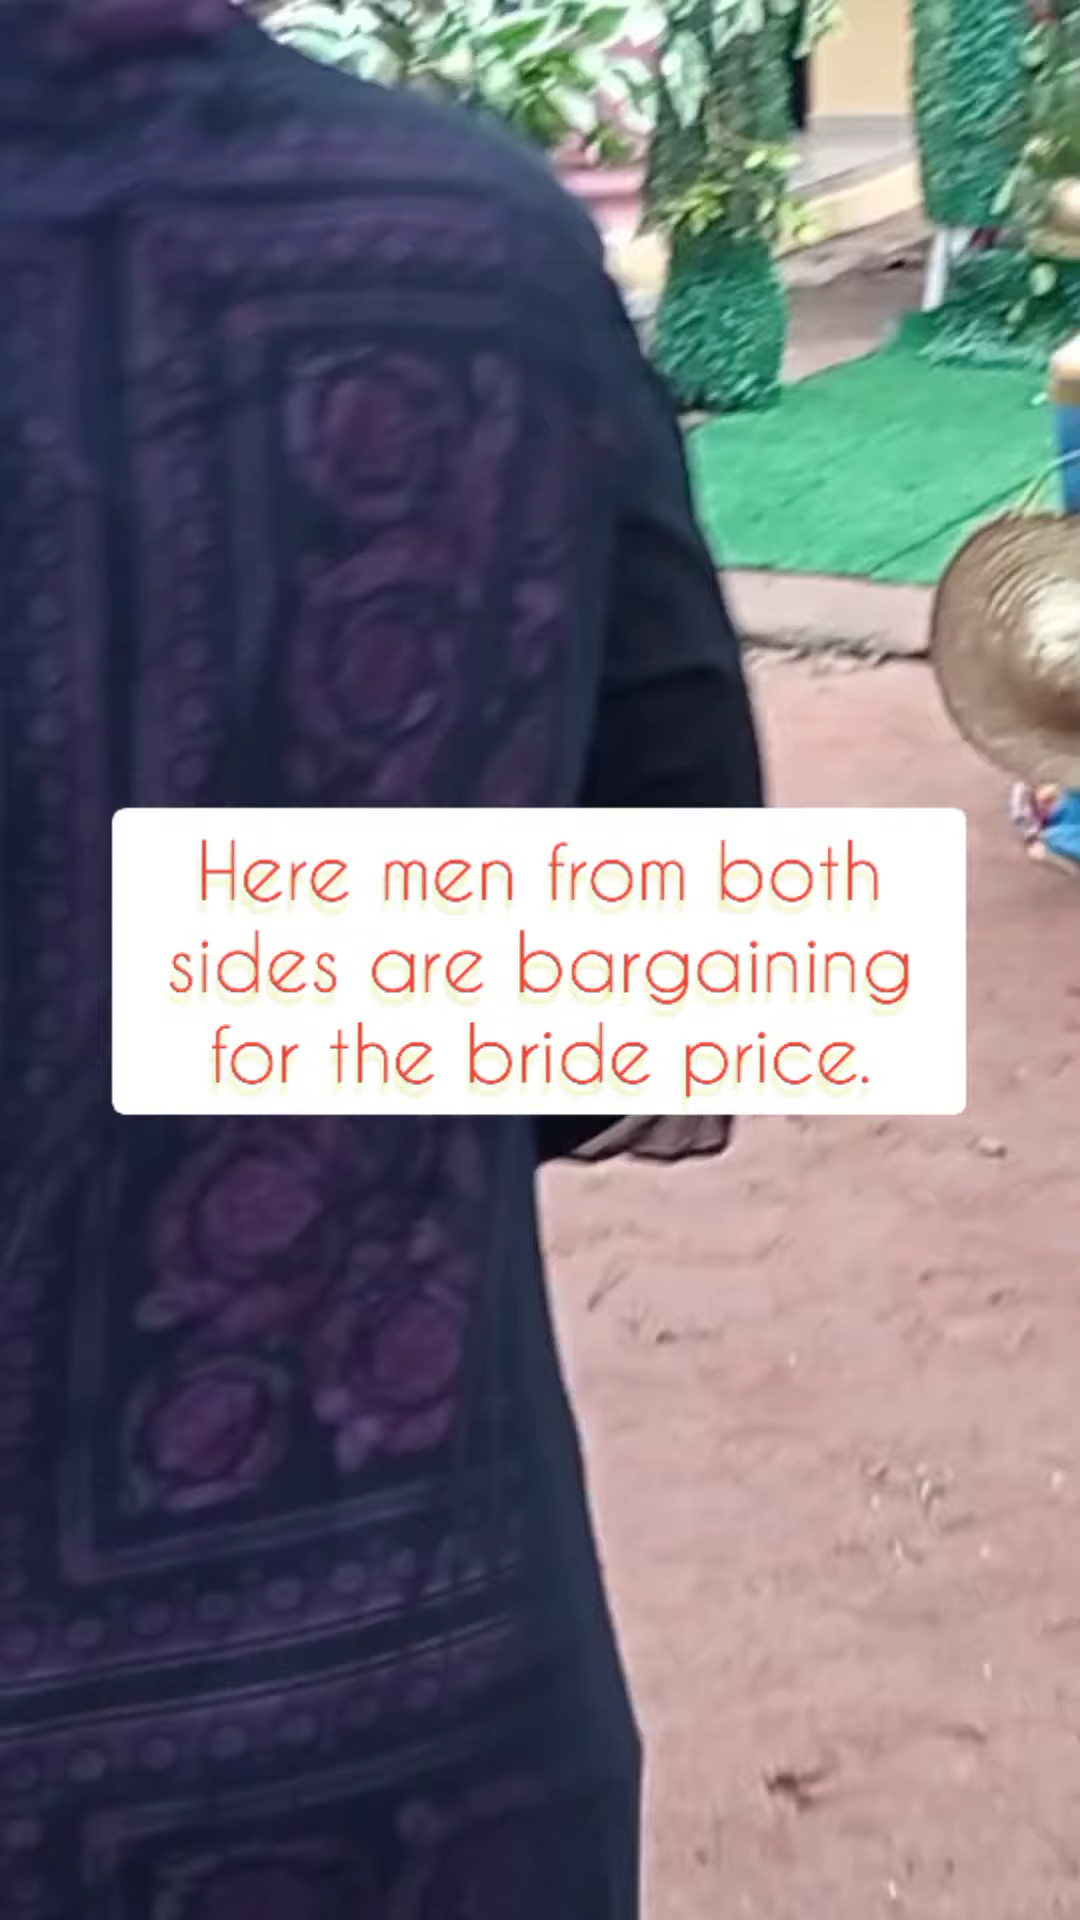 Here men from both
sides are bargaining
for the bride price.